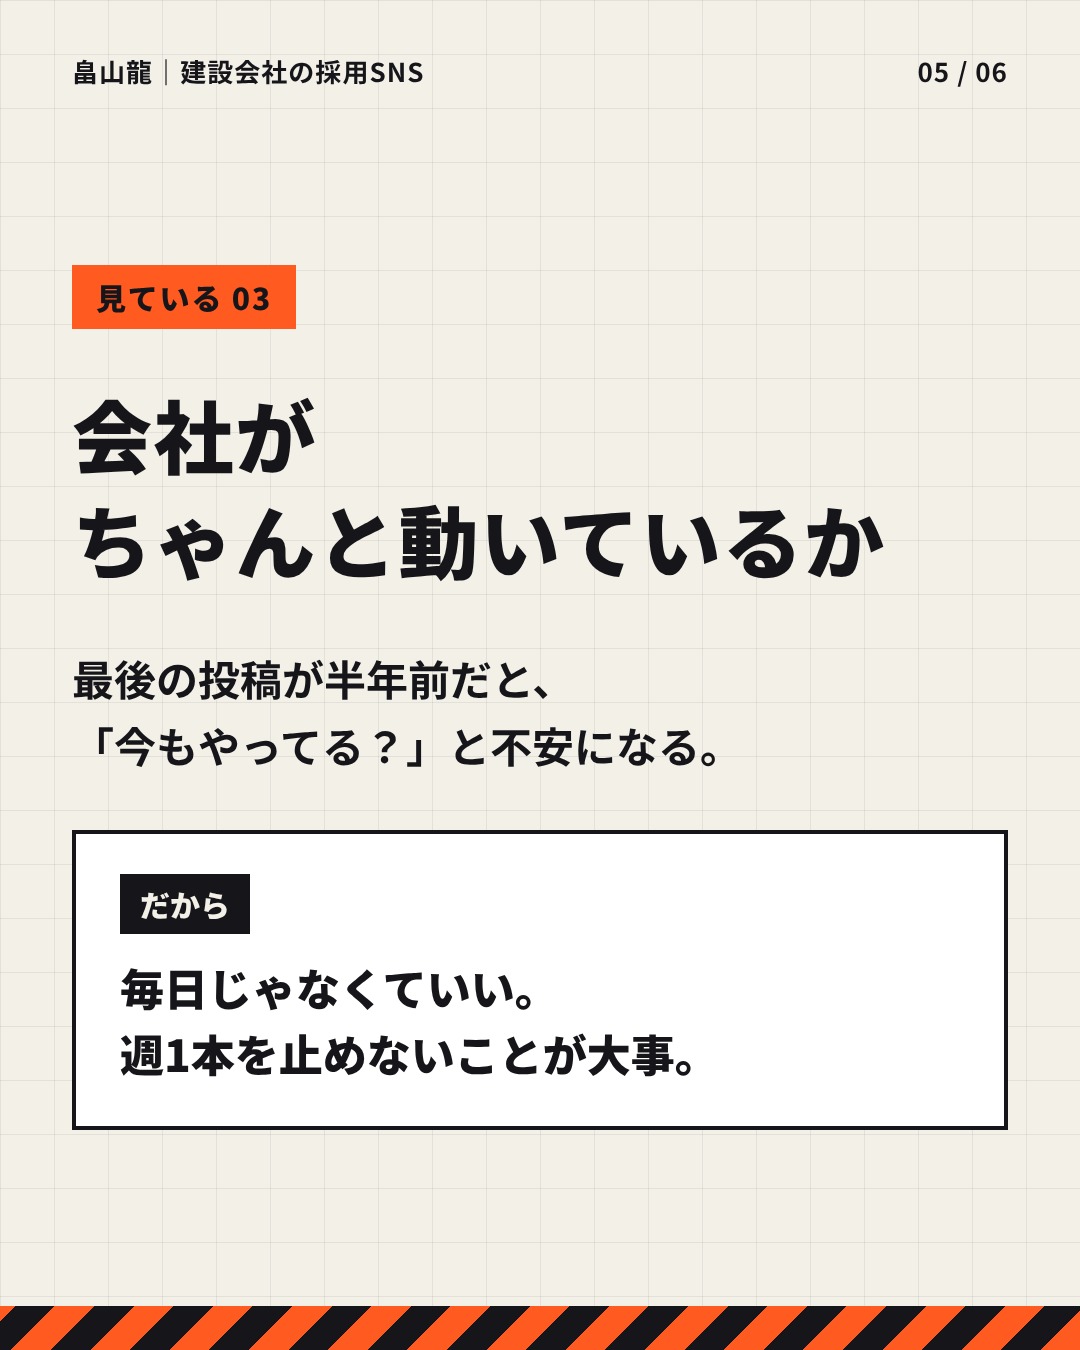 畠山龍｜建設会社の採用SNS
05 / 06
見ている 03
会社が
ちゃんと動いているか
最後の投稿が半年前だと、
「今もやってる？」と不安になる。
だから
毎日じゃなくていい。
週1本を止めないことが大事。